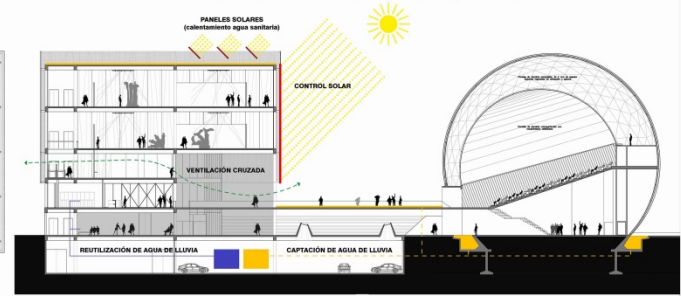 PANELES SOLARES
(calentamiento agua sanitaria)
CONTROL SOLAR
VENTILACIÓN CRUZADA
REUTILIZACIÓN DE AGUA DE LLUVIA
CAPTACIÓN DE AGUA DE LLUVIA